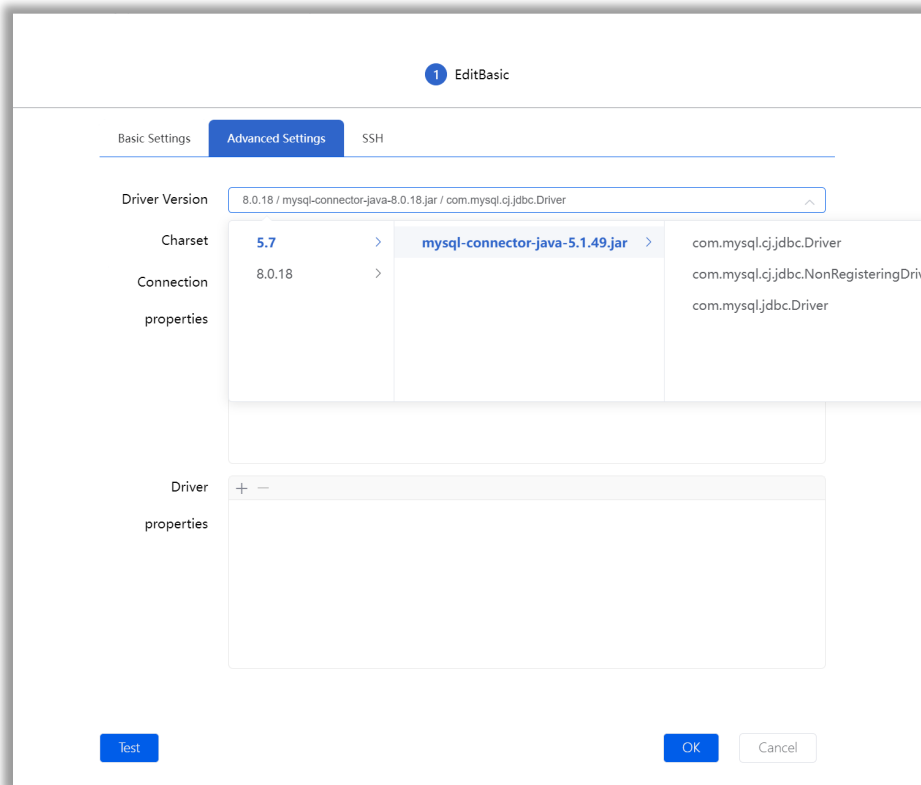 1 EditBasic
Basic Settings Advanced Settings SSH
Driver Version 8.0.18 / mysql-connector-java-8.0.18.jar / com.mysql.cj.jdbc.Driver
Charset 5.7 mysql-connector-java-5.1.49.jar com.mysql.cj.jdbc.Driver
8.0.18 com.mysql.cj.jdbc.NonRegisteringDriv
Connection
properties com.mysql.jdbc.Driver
Driver
properties
Test OK Cancel